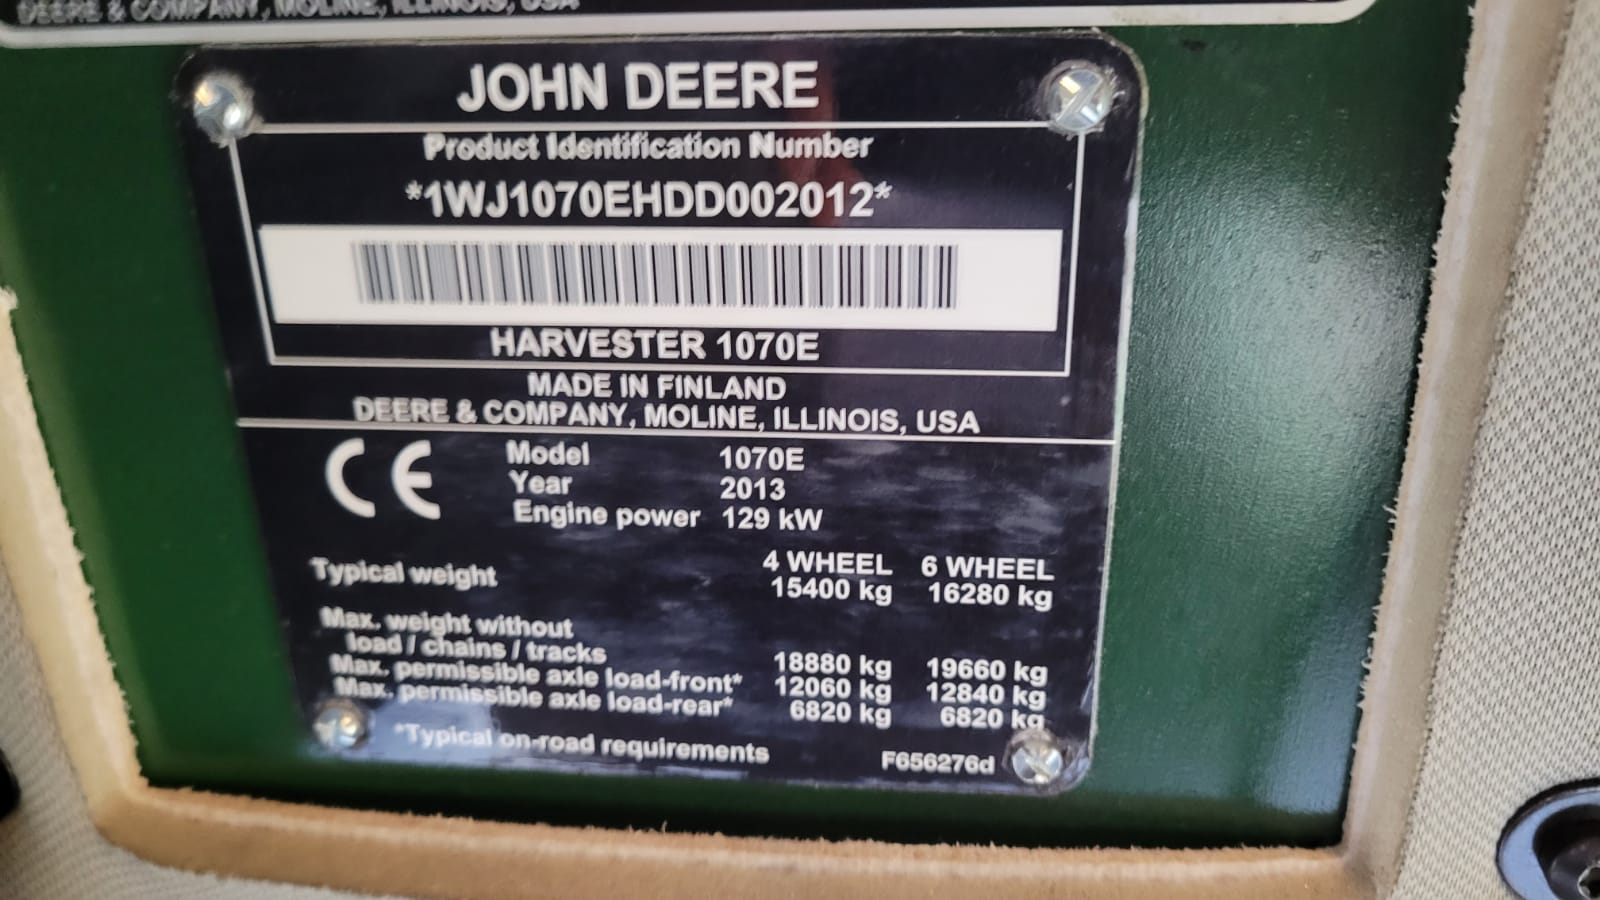 DEERE & COMPANY, MOLINE, ILLINOIS, USA
JOHN DEERE
Product Identification Number
*1WJ1070EHDD002012*
HARVESTER 1070E
MADE IN FINLAND
DEERE & COMPANY, MOLINE, ILLINOIS, USA
CE
Model 1070E
Year 2013
Engine power 129 kW
4 WHEEL 6 WHEEL
Typical weight 15400 kg 16280 kg
Max. weight without
load / chains / tracks 18880 kg 19660 kg
Max. permissible axle load-front* 12060 kg 12840 kg
Max. permissible axle load-rear* 6820 kg 6820 kg
*Typical on-road requirements F656276d